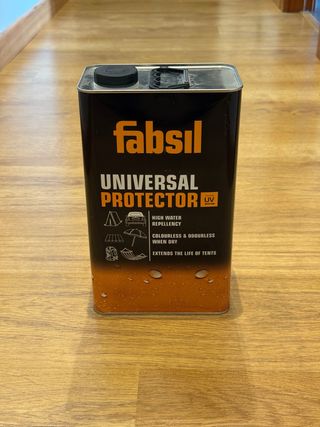 fabsil
UNIVERSAL
PROTECTOR UV
HIGH WATER
REPELLENCY
COLOURLESS & ODOURLESS
WHEN DRY
EXTENDS THE LIFE OF TENTS